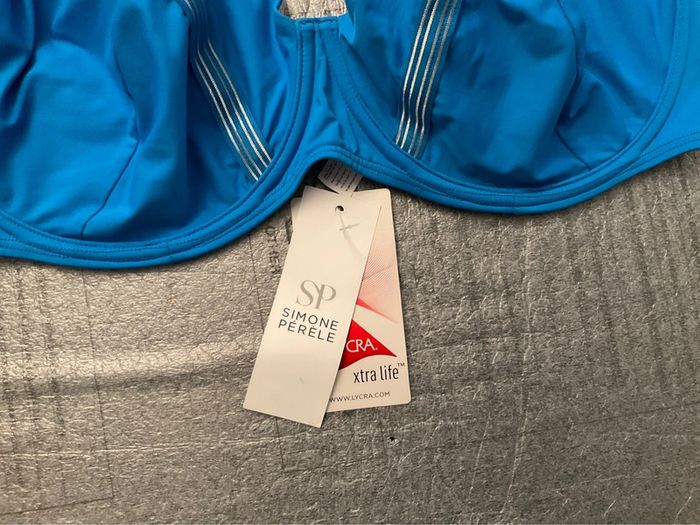 SP
SIMONE
PÉRÈLE
CRA.
xtra life™
WWW.LYCRA.COM